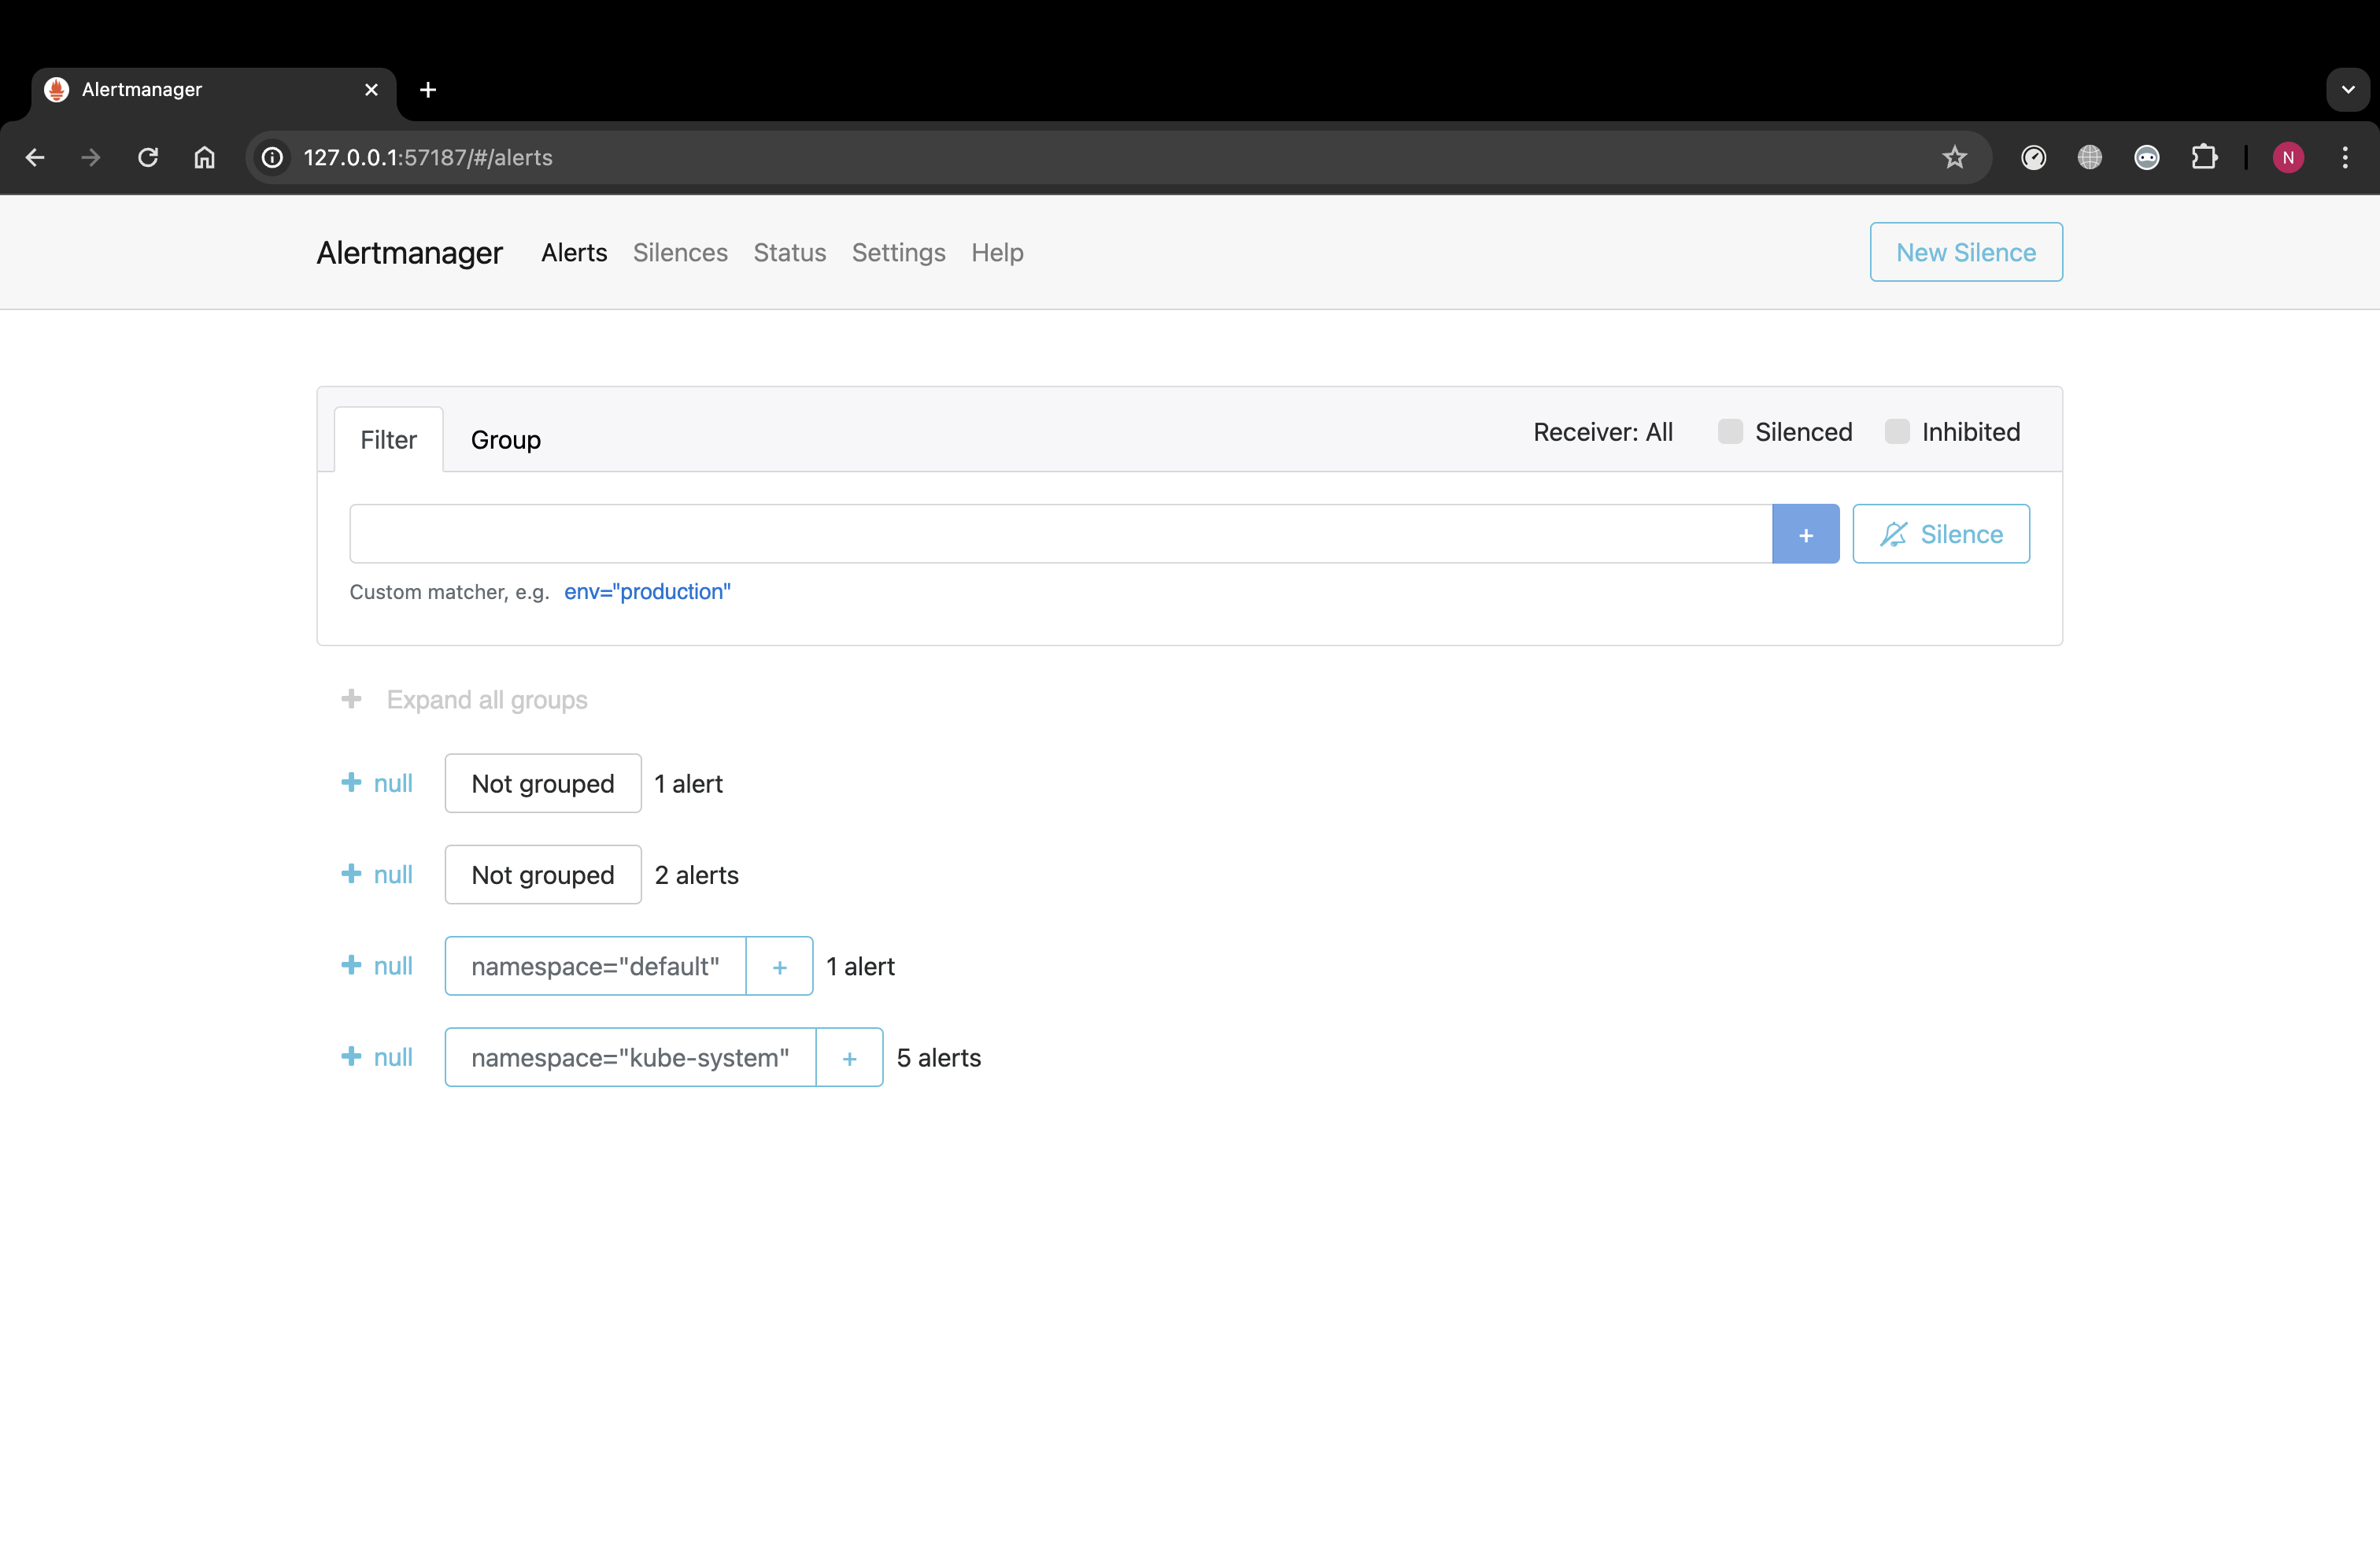 Alertmanager
127.0.0.1:57187/#/alerts
N
Alertmanager Alerts Silences Status Settings Help New Silence
Filter Group Receiver: All Silenced Inhibited
+ Silence
Custom matcher, e.g. env="production"
+ Expand all groups
+ null Not grouped 1 alert
+ null Not grouped 2 alerts
+ null namespace="default" + 1 alert
+ null namespace="kube-system" + 5 alerts